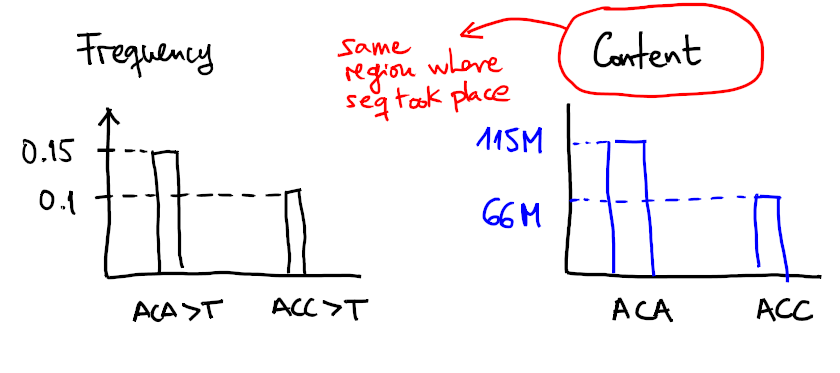 Frequency
same
region where
seq took place
Content
0.15
0.1
ACA>T
ACC>T
115M
66M
ACA
ACC